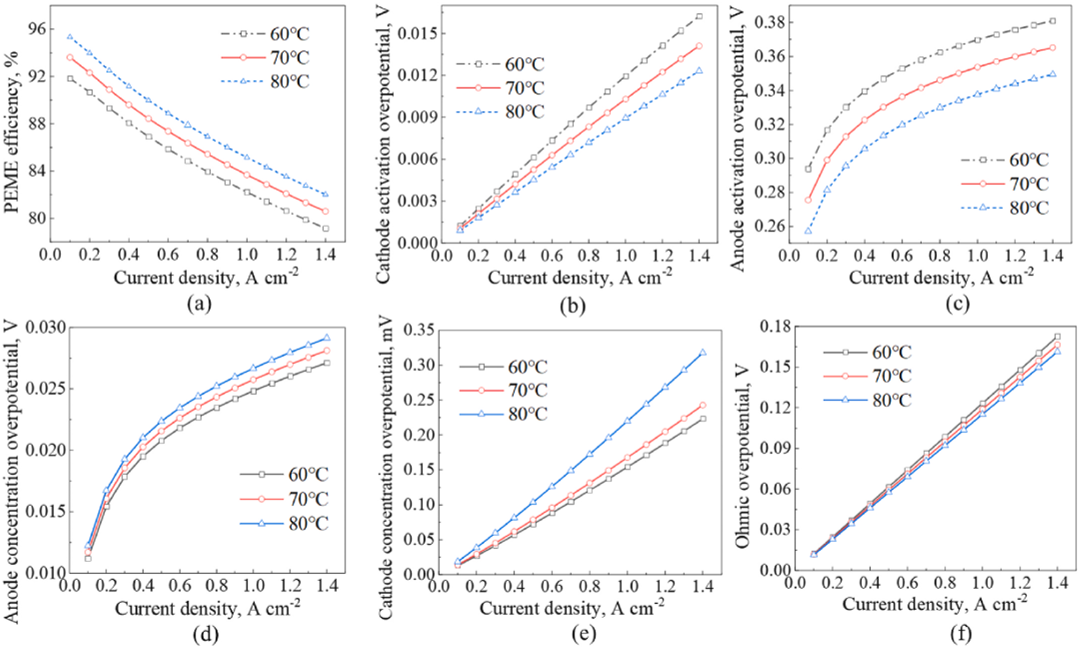 PEME efficiency, %
96
92
88
84
80
60°C
70°C
80°C
0.0 0.2 0.4 0.6 0.8 1.0 1.2 1.4
Current density, A cm-2
(a)
Cathode activation overpotential, V
0.015
0.012
0.009
0.006
0.003
0.000
60°C
70°C
80°C
0.0 0.2 0.4 0.6 0.8 1.0 1.2 1.4
Current density, A cm-2
(b)
Anode activation overpotential, V
0.38
0.36
0.34
0.32
0.30
0.28
0.26
60°C
70°C
80°C
0.0 0.2 0.4 0.6 0.8 1.0 1.2 1.4
Current density, A cm-2
(c)
Anode concentration overpotential, V
0.030
0.025
0.020
0.015
0.010
60°C
70°C
80°C
0.0 0.2 0.4 0.6 0.8 1.0 1.2 1.4
Current density, A cm-2
(d)
Cathode concentration overpotential, mV
0.35
0.30
0.25
0.20
0.15
0.10
0.05
0.00
60°C
70°C
80°C
0.0 0.2 0.4 0.6 0.8 1.0 1.2 1.4
Current density, A cm-2
(e)
Ohmic overpotential, V
0.18
0.15
0.12
0.09
0.06
0.03
0.00
60°C
70°C
80°C
0.0 0.2 0.4 0.6 0.8 1.0 1.2 1.4
Current density, A cm-2
(f)